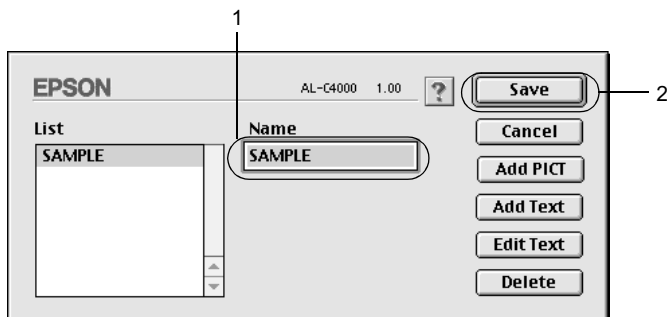 1
EPSON AL-C4000 1.00 ? Save 2
List Name Cancel
SAMPLE SAMPLE
Add PICT
Add Text
Edit Text
Delete